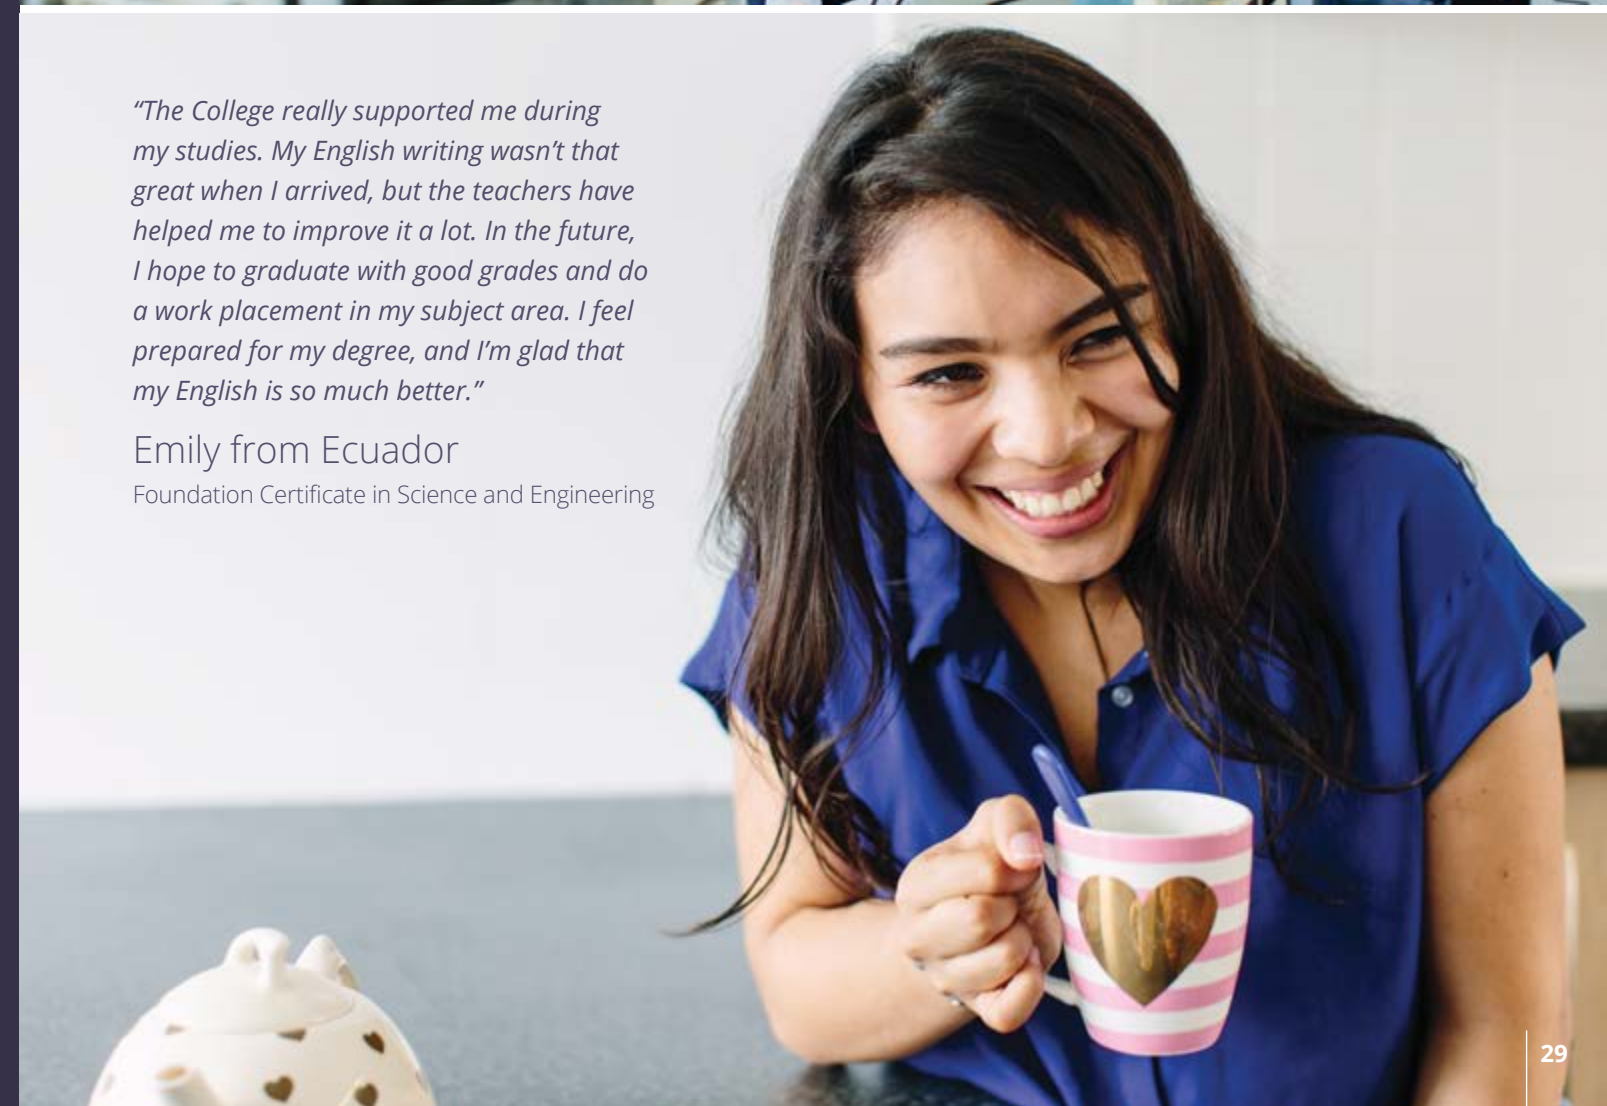 “The College really supported me during
my studies. My English writing wasn’t that
great when I arrived, but the teachers have
helped me to improve it a lot. In the future,
I hope to graduate with good grades and do
a work placement in my subject area. I feel
prepared for my degree, and I’m glad that
my English is so much better.”
Emily from Ecuador
Foundation Certificate in Science and Engineering
29